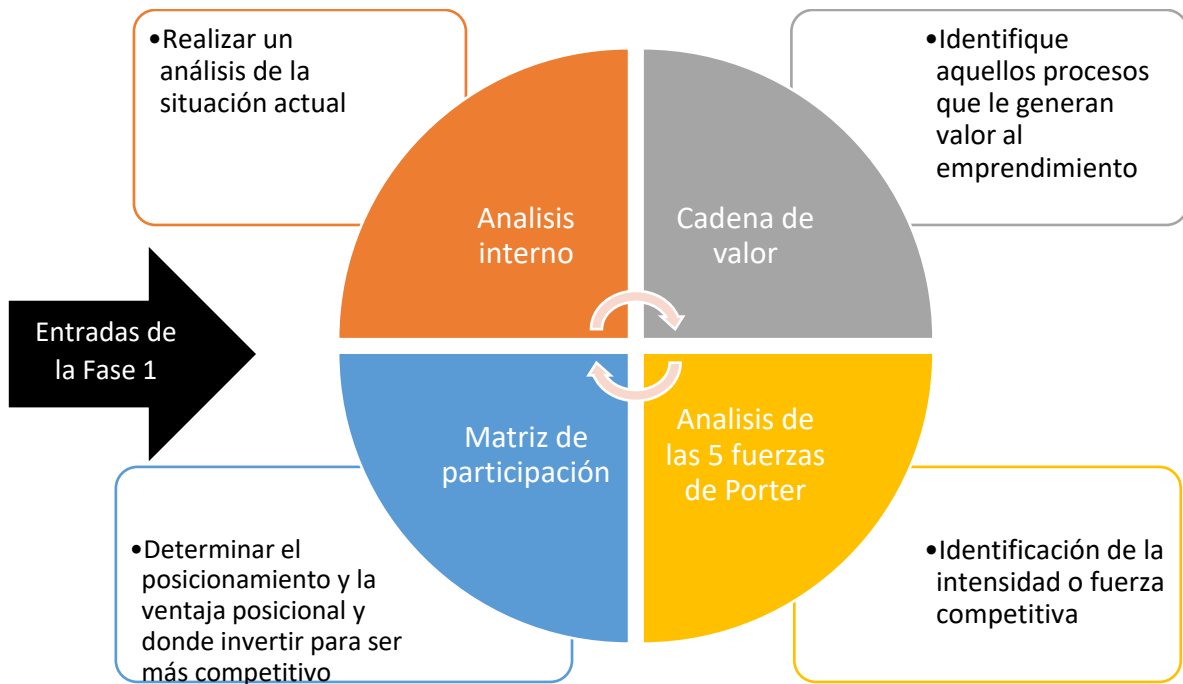 •Realizar un
análisis de la
situación actual
•Identifique
aquellos procesos
que le generan
valor al
emprendimiento
Analisis
interno
Cadena de
valor
Entradas de
la Fase 1
Matriz de
participación
Analisis de
las 5 fuerzas
de Porter
•Determinar el
posicionamiento y la
ventaja posicional y
donde invertir para ser
más competitivo
•Identificación de la
intensidad o fuerza
competitiva